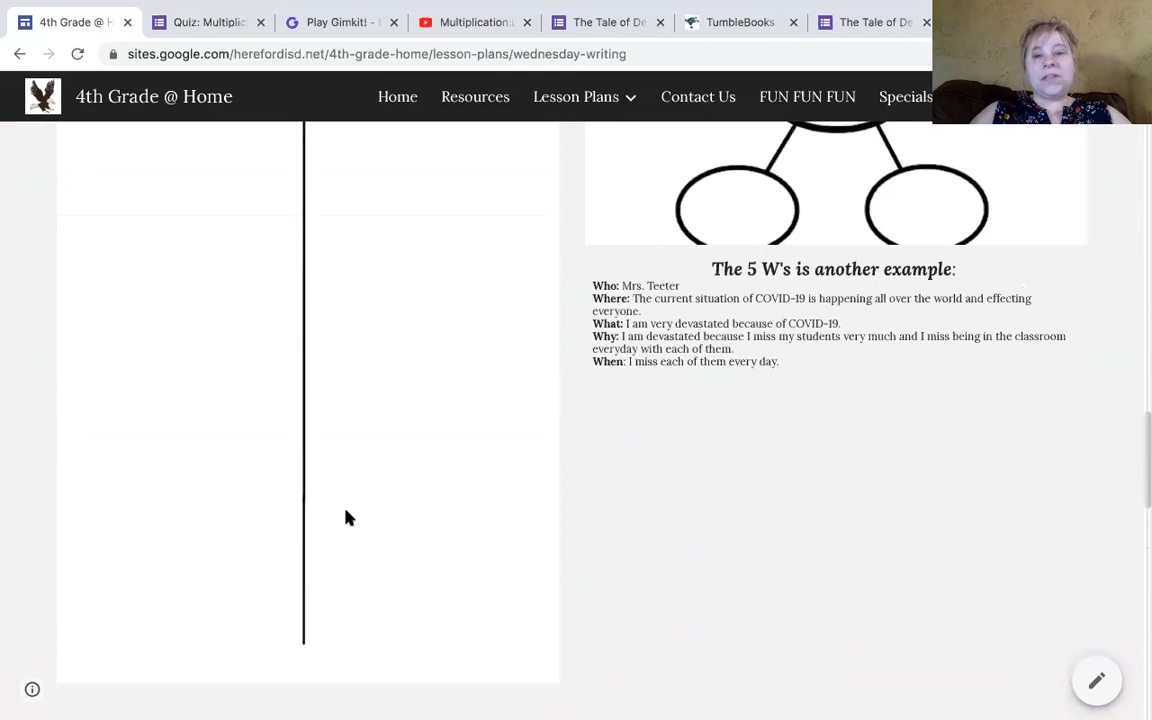 4th Grade @ H
Quiz: Multiplic
Play Gimkit! -
Multiplication:
The Tale of De
TumbleBooks
The Tale of De
sites.google.com/herefordisd.net/4th-grade-home/lesson-plans/wednesday-writing
4th Grade @ Home
Home
Resources
Lesson Plans
Contact Us
FUN FUN FUN
Specials
The 5 W's is another example:
Who: Mrs. Teeter
Where: The current situation of COVID-19 is happening all over the world and effecting
everyone.
What: I am very devastated because of COVID-19.
Why: I am devastated because I miss my students very much and I miss being in the classroom
everyday with each of them.
When: I miss each of them every day.